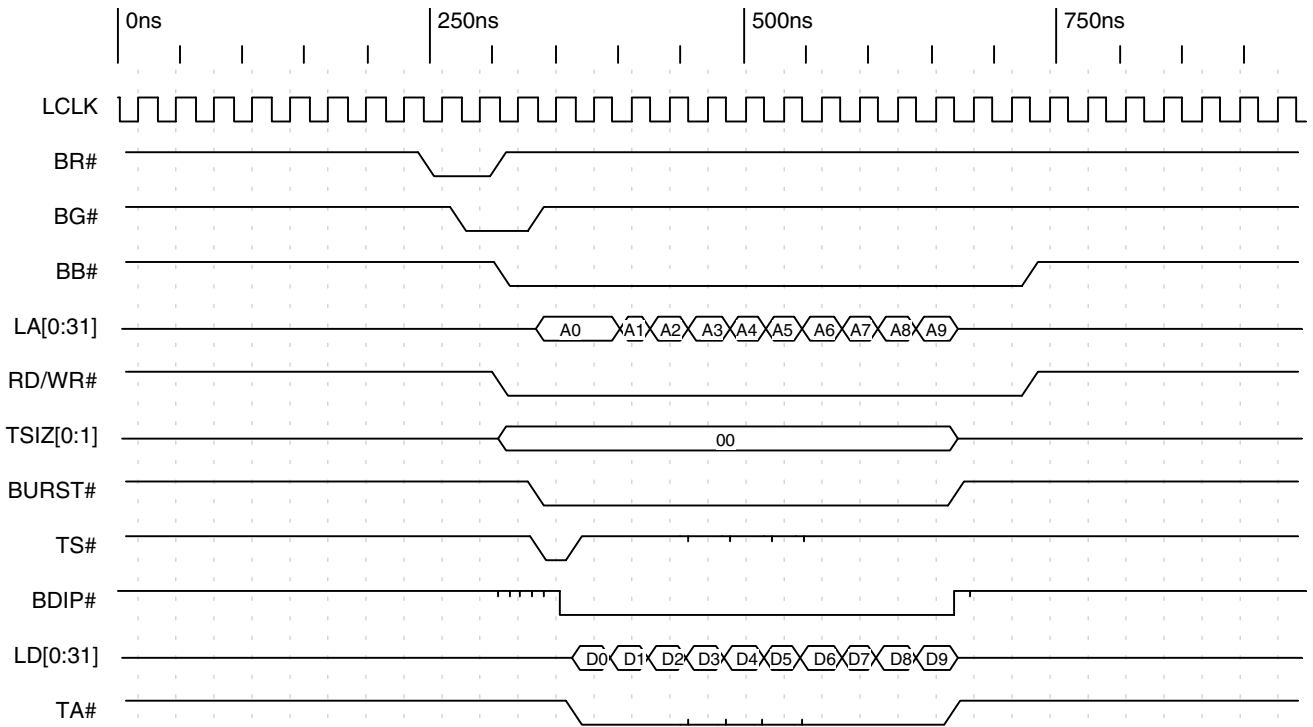 0ns 250ns 500ns 750ns
LCLK
BR#
BG#
BB#
LA[0:31] A0 A1 A2 A3 A4 A5 A6 A7 A8 A9
RD/WR#
TSIZ[0:1] 00
BURST#
TS#
BDIP#
LD[0:31] D0 D1 D2 D3 D4 D5 D6 D7 D8 D9
TA#